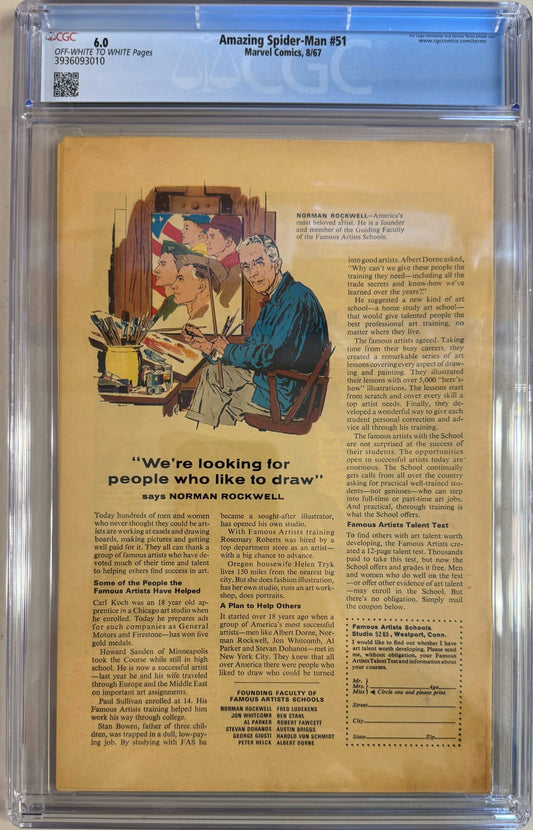 CGC
6.0
OFF-WHITE TO WHITE Pages
3936093010
Amazing Spider-Man #51
Marvel Comics, 8/67
www.cgccomics.com/terms
CGC
NORMAN ROCKWELL—America's
most beloved artist. He is a founder
and member of the Guiding Faculty
of the Famous Artists Schools.
"We're looking for
people who like to draw"
says NORMAN ROCKWELL
Today hundreds of men and women
who never thought they could be art-
ists are working at easels and drawing
boards, making pictures and getting
well paid for it. They all can thank a
group of famous artists who have de-
voted much of their time and talent
to helping others find success in art.
Some of the People the
Famous Artists Have Helped
Carl Koch was an 18 year old ap-
prentice in a Chicago art studio when
he enrolled. Today he prepares ads
for such companies as General
Motors and Firestone—has won five
gold medals.
Howard Sanden of Minneapolis
took the Course while still in high
school. He is now a successful artist
—last year he and his wife traveled
through Europe and the Middle East
on important art assignments.
Paul Sullivan enrolled at 14. His
Famous Artists training helped him
work his way through college.
Stan Bowen, father of three chil-
dren, was trapped in a dull, low-pay-
ing job. By studying with FAS he
became a sought-after illustrator,
has opened his own studio.
With Famous Artists training
Rosemary Roberts was hired by a
top department store as an artist—
with a chance to advance.
Oregon housewife Helen Tryk
lives 150 miles from the nearest big
city. But she does fashion illustration,
has her own studio, runs an art work-
shop, does portraits.
A Plan to Help Others
It started over 18 years ago when a
group of America's most successful
artists—men like Albert Dorne, Nor-
man Rockwell, Jon Whitcomb, Al
Parker and Stevan Dohanos—met in
New York City. They knew that all
over America there were people who
liked to draw who could be turned
FOUNDING FACULTY OF
FAMOUS ARTISTS SCHOOLS
NORMAN ROCKWELL FRED LUDEKENS
JON WHITCOMB BEN STAHL
AL PARKER ROBERT FAWCETT
STEVAN DOHANOS AUSTIN BRIGGS
GEORGE GIUSTI HAROLD VON SCHMIDT
PETER HELCK ALBERT DORNE
into good artists. Albert Dorne asked,
"Why can't we give these people the
training they need—including all the
trade secrets and know-how we've
learned over the years?"
He suggested a new kind of art
school—a home study art school—
that would give talented people the
best professional art training, no
matter where they live.
The famous artists agreed. Taking
time from their busy careers, they
created a remarkable series of art
lessons covering every aspect of draw-
ing and painting. They illustrated
their lessons with over 5,000 "here's-
how" illustrations. The lessons start
from scratch and cover every skill a
top artist needs. Finally, they de-
veloped a wonderful way to give each
student personal correction and ad-
vice all through his training.
The famous artists with the School
are not surprised at the success of
their students. The opportunities
open to successful artists today are
enormous. The School continually
gets calls from all over the country
asking for practical well-trained stu-
dents—not geniuses—who can step
into full-time or part-time art jobs.
And practical, thorough training is
what the School offers.
Famous Artists Talent Test
To find others with art talent worth
developing, the Famous Artists cre-
ated a 12-page talent test. Thousands
paid to take this test, but now the
School offers and grades it free. Men
and women who do well on the test
—or offer other evidence of art talent
—may enroll in the School. But
there's no obligation. Simply mail
the coupon below.
Famous Artists Schools
Studio 5265, Westport, Conn.
I would like to find out whether I have
art talent worth developing. Please send
me, without obligation, your Famous
Artists Talent Test and information about
your courses.
Mr.
Mrs. Age
Miss Circle one and please print
Street
City
State Zip